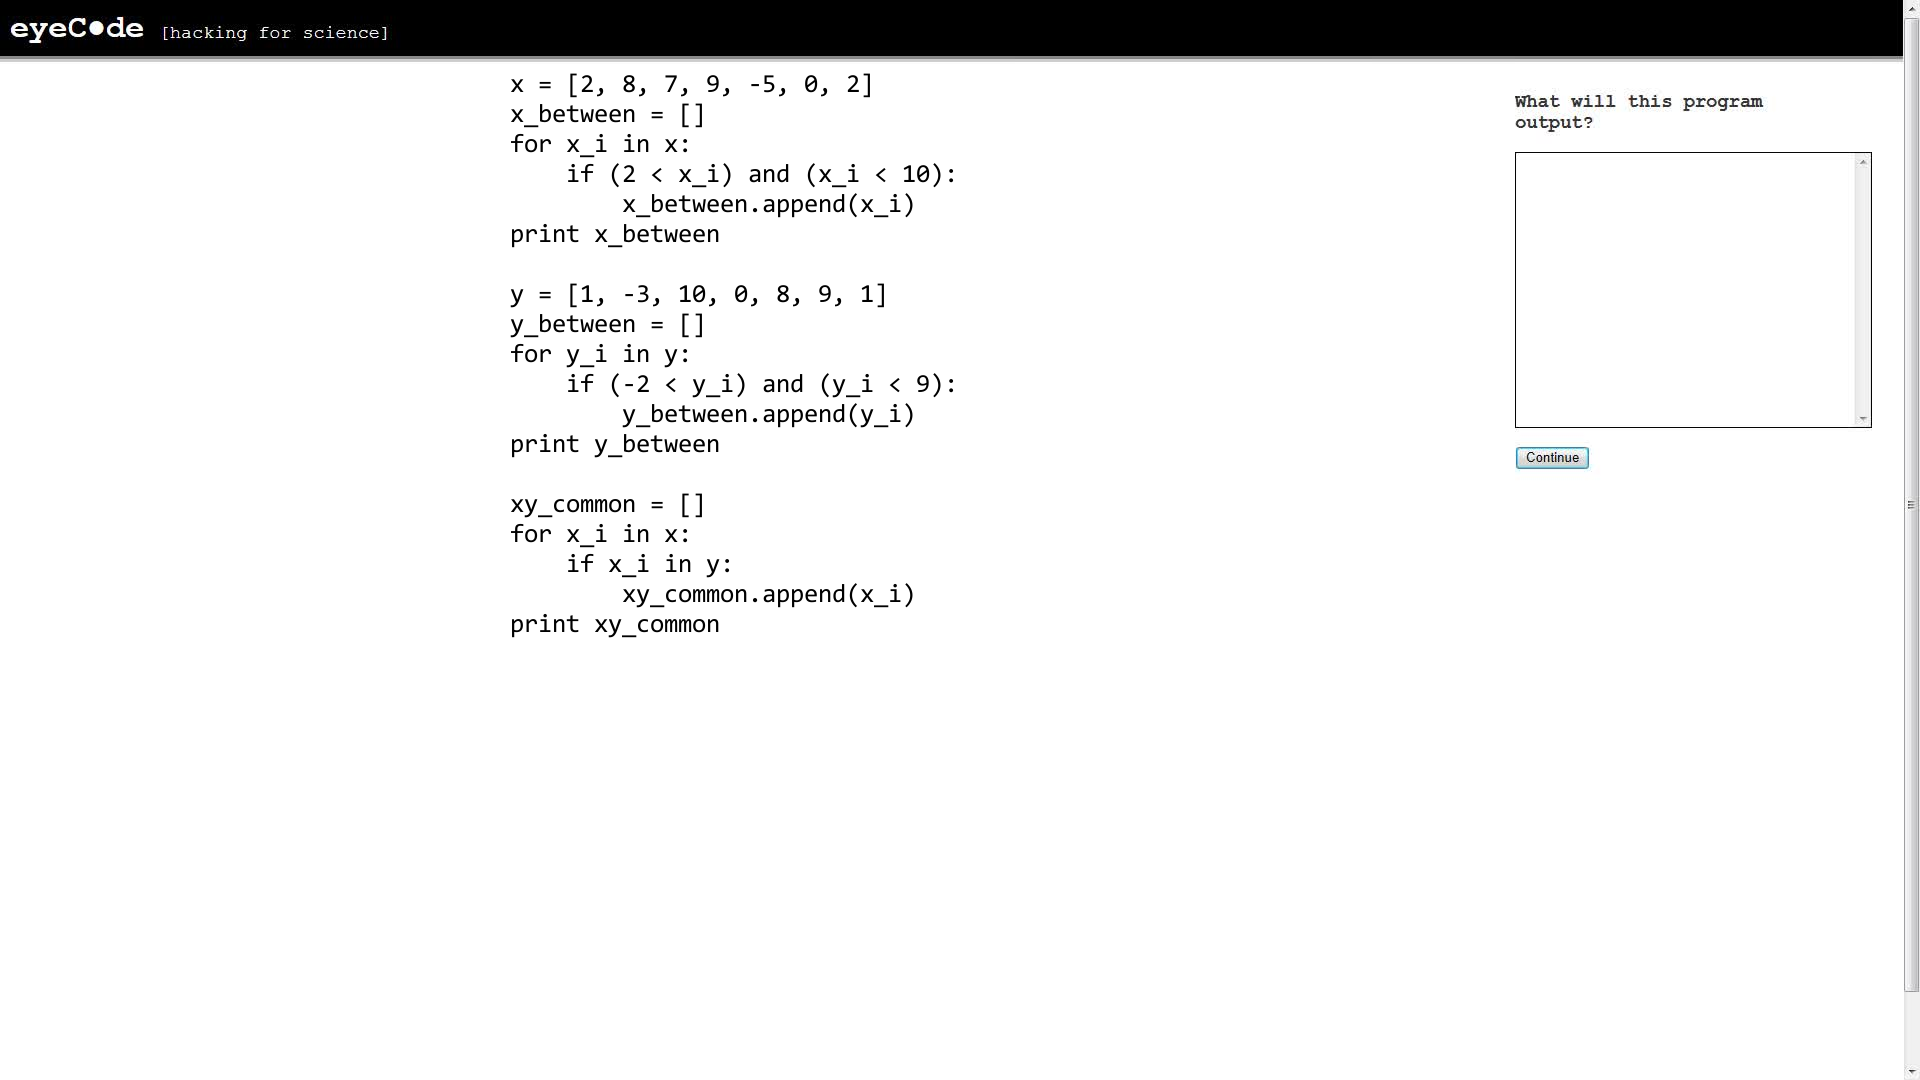 eyeC●de [hacking for science]
x = [2, 8, 7, 9, -5, 0, 2]
x_between = []
for x_i in x:
    if (2 < x_i) and (x_i < 10):
        x_between.append(x_i)
print x_between

y = [1, -3, 10, 0, 8, 9, 1]
y_between = []
for y_i in y:
    if (-2 < y_i) and (y_i < 9):
        y_between.append(y_i)
print y_between

xy_common = []
for x_i in x:
    if x_i in y:
        xy_common.append(x_i)
print xy_common
What will this program
output?
Continue